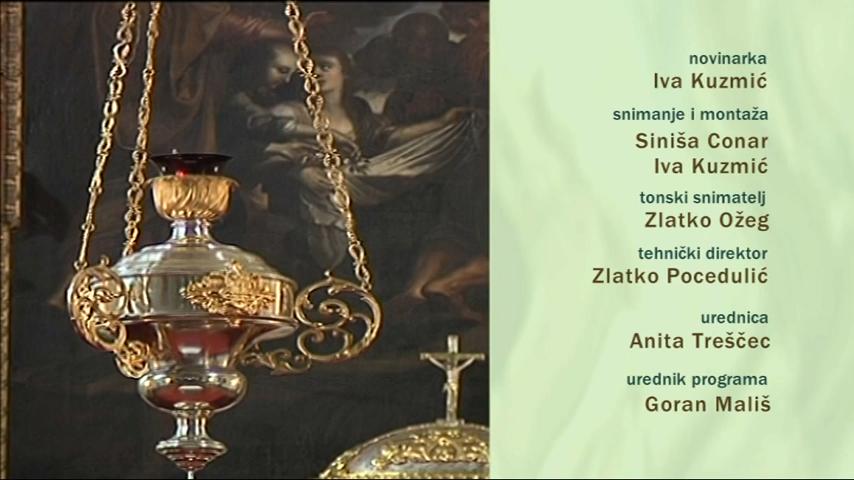 novinarka
Iva Kuzmić
snimanje i montaža
Siniša Conar
Iva Kuzmić
tonski snimatelj
Zlatko Ožeg
tehnički direktor
Zlatko Pocedulić
urednica
Anita Treščec
urednik programa
Goran Mališ